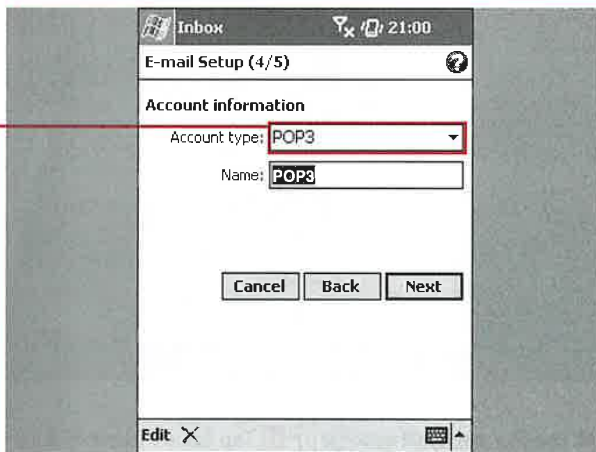 Inbox 21:00
E-mail Setup (4/5)
Account information
Account type: POP3
Name: POP3
Cancel Back Next
Edit